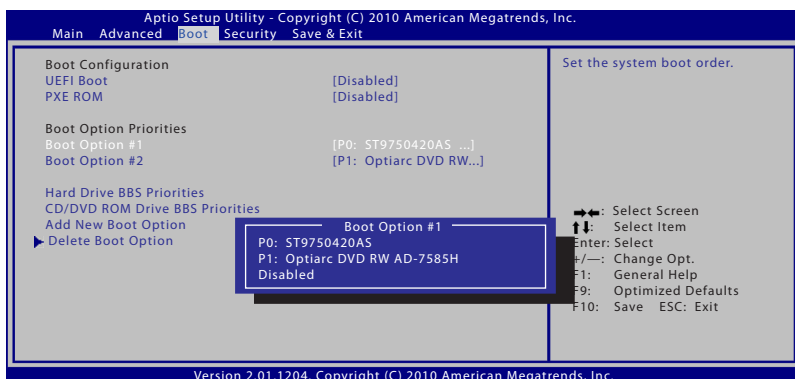 Aptio Setup Utility - Copyright (C) 2010 American Megatrends, Inc.
Main Advanced Boot Security Save & Exit
Boot Configuration
UEFI Boot [Disabled]
PXE ROM [Disabled]
Boot Option Priorities
Boot Option #1 [P0: ST9750420AS ...]
Boot Option #2 [P1: Optiarc DVD RW...]
Hard Drive BBS Priorities
CD/DVD ROM Drive BBS Priorities
Add New Boot Option
Delete Boot Option
Boot Option #1
P0: ST9750420AS
P1: Optiarc DVD RW AD-7585H
Disabled
Set the system boot order.
→←: Select Screen
↑↓: Select Item
Enter: Select
+/—: Change Opt.
F1: General Help
F9: Optimized Defaults
F10: Save ESC: Exit
Version 2.01.1204. Copyright (C) 2010 American Megatrends, Inc.